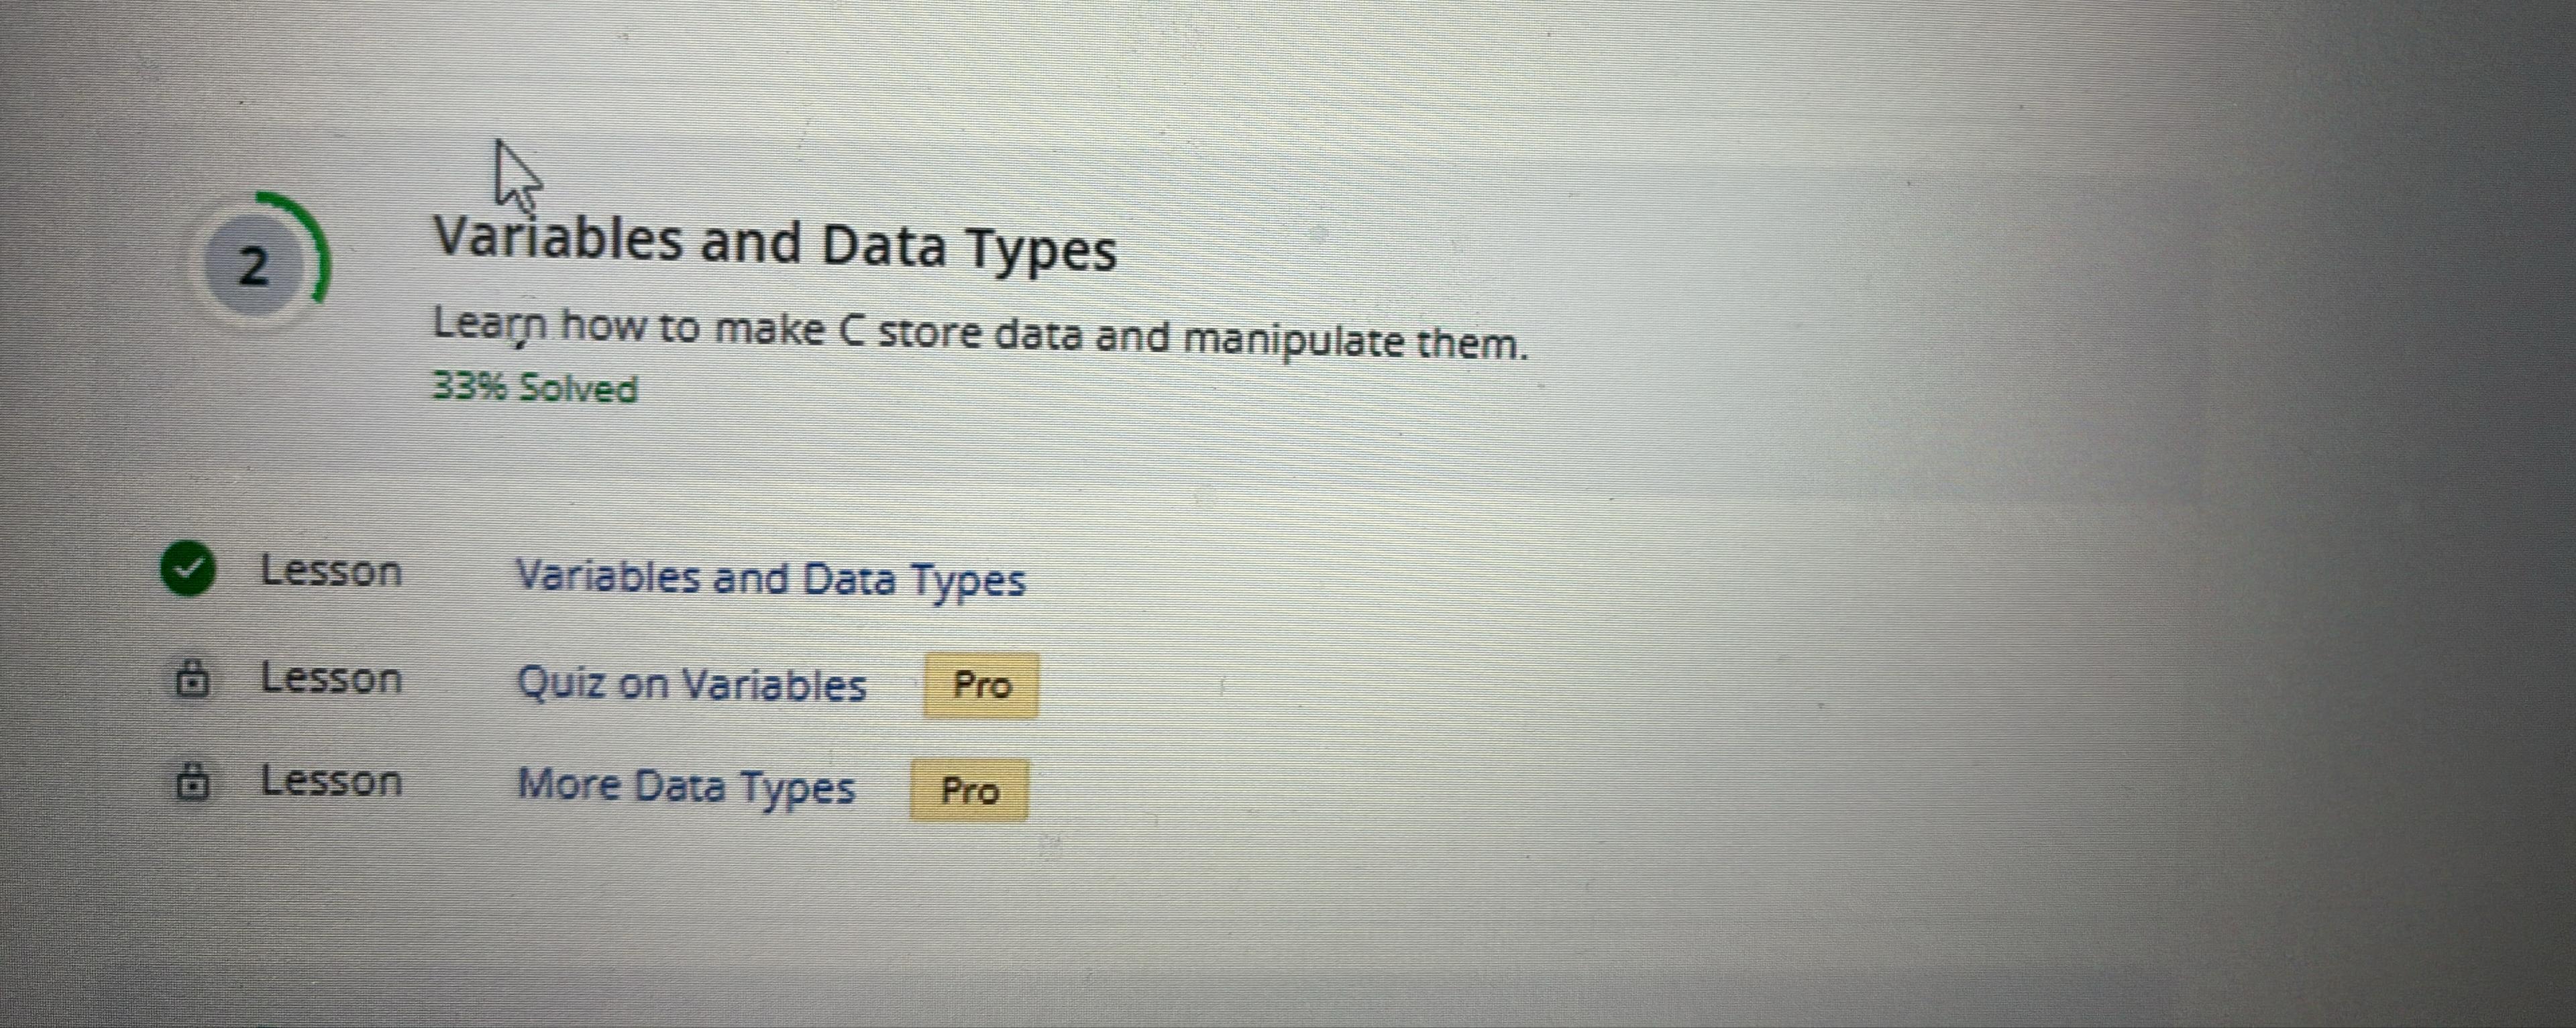 2
Variables and Data Types
Learn how to make C store data and manipulate them.
33% Solved
Lesson Variables and Data Types
Lesson Quiz on Variables Pro
Lesson More Data Types Pro